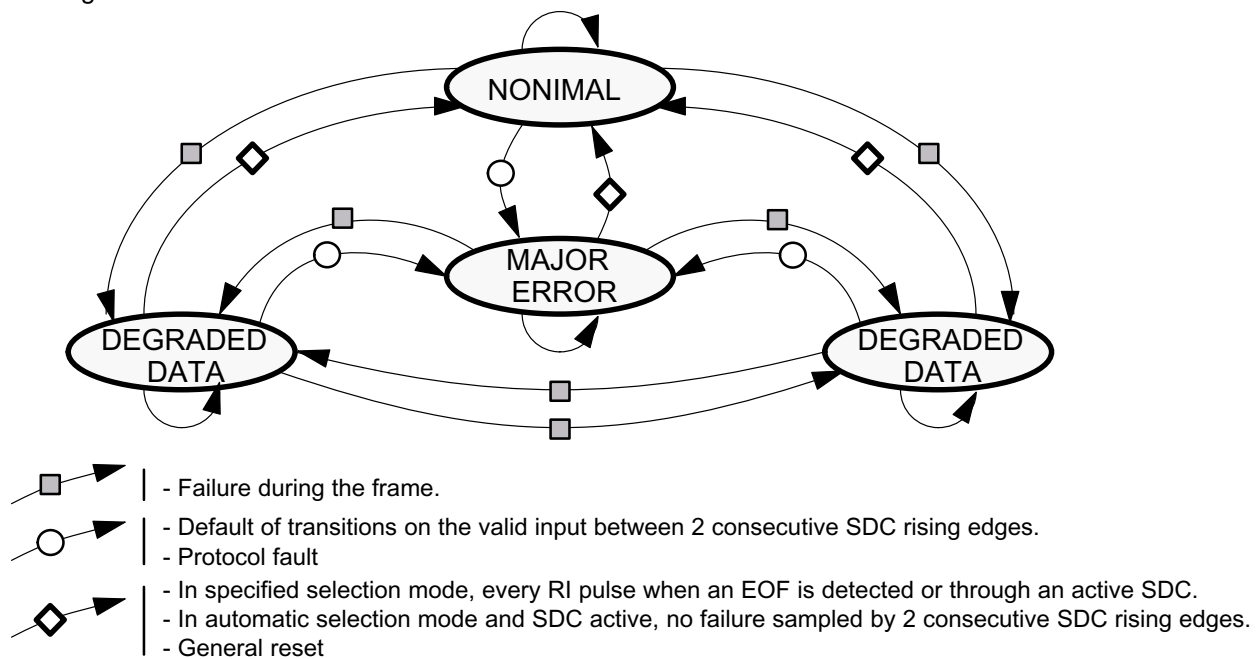 NONIMAL
MAJOR
ERROR
DEGRADED
DATA
DEGRADED
DATA
- Failure during the frame.
- Default of transitions on the valid input between 2 consecutive SDC rising edges.
- Protocol fault
- In specified selection mode, every RI pulse when an EOF is detected or through an active SDC.
- In automatic selection mode and SDC active, no failure sampled by 2 consecutive SDC rising edges.
- General reset